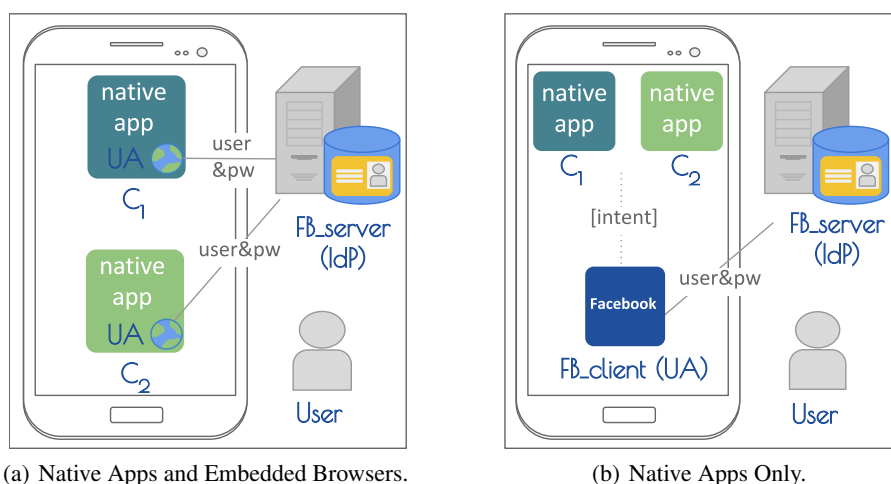 native
app
UA
C1
user
&pw
FB_server
(IdP)
user&pw
native
app
UA
C2
User
(a) Native Apps and Embedded Browsers.
native
app
C1
native
app
C2
[intent]
FB_server
(IdP)
user&pw
Facebook
FB_client (UA)
User
(b) Native Apps Only.